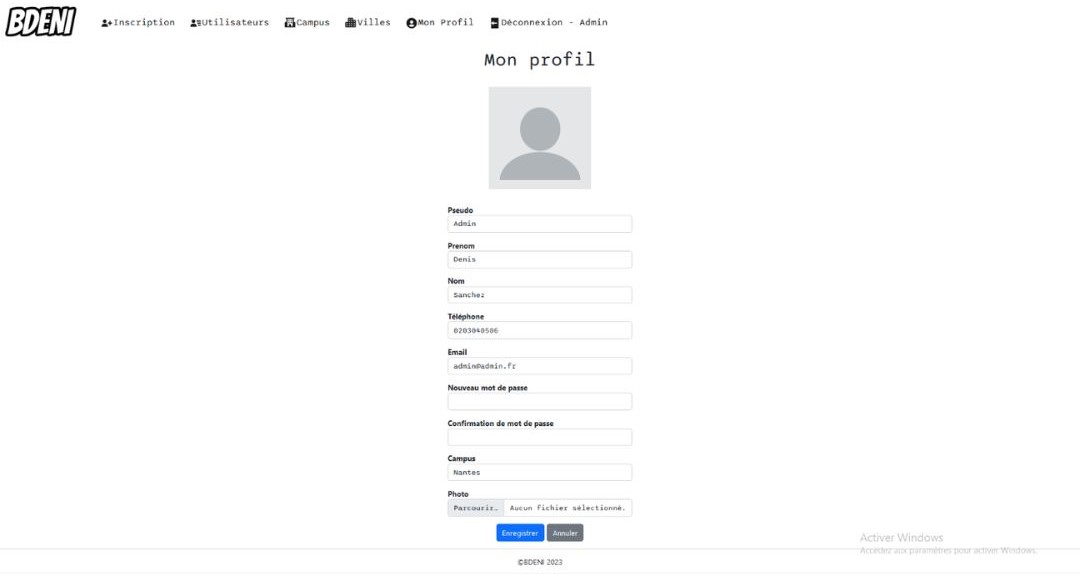 BDENI
Inscription Utilisateurs Campus Villes Mon Profil Déconnexion - Admin
Mon profil
Pseudo
Admin
Prenom
Denis
Nom
Sanchez
Téléphone
0203040506
Email
admin@admin.fr
Nouveau mot de passe
Confirmation de mot de passe
Campus
Nantes
Photo
Parcourir… Aucun fichier sélectionné.
Enregistrer Annuler
Activer Windows
Accédez aux paramètres pour activer Windows.
©BDENI 2023